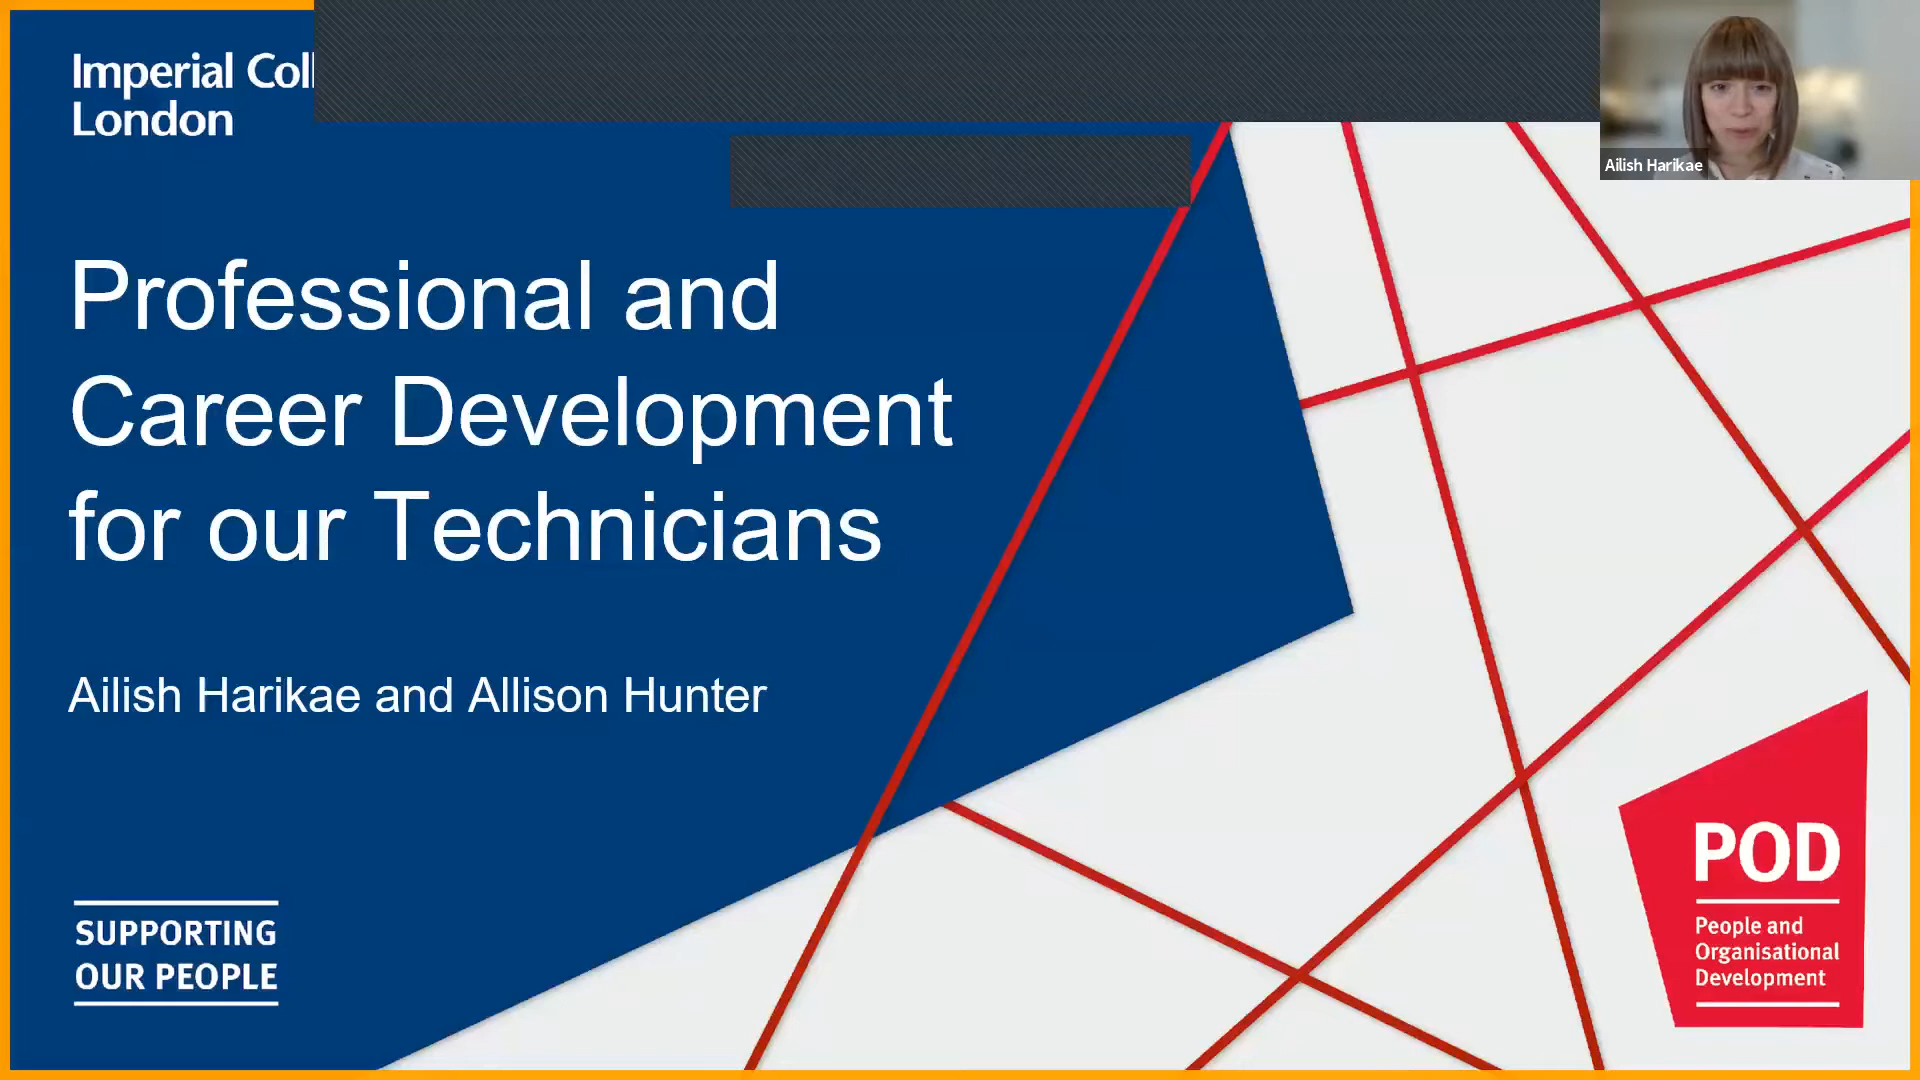 Imperial Coll
London
Ailish Harikae
Professional and
Career Development
for our Technicians
Ailish Harikae and Allison Hunter
SUPPORTING
OUR PEOPLE
POD
People and
Organisational
Development